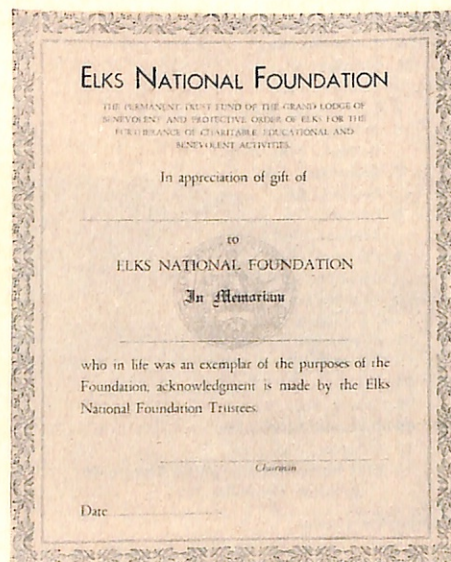 ELKS NATIONAL FOUNDATION
THE PERMANENT TRUST FUND OF THE GRAND LODGE OF
BENEVOLENT AND PROTECTIVE ORDER OF ELKS FOR THE
FURTHERANCE OF CHARITABLE, EDUCATIONAL AND
BENEVOLENT ACTIVITIES.
In appreciation of gift of
to
ELKS NATIONAL FOUNDATION
In Memoriam
who in life was an exemplar of the purposes of the
Foundation, acknowledgment is made by the Elks
National Foundation Trustees.
Chairman
Date